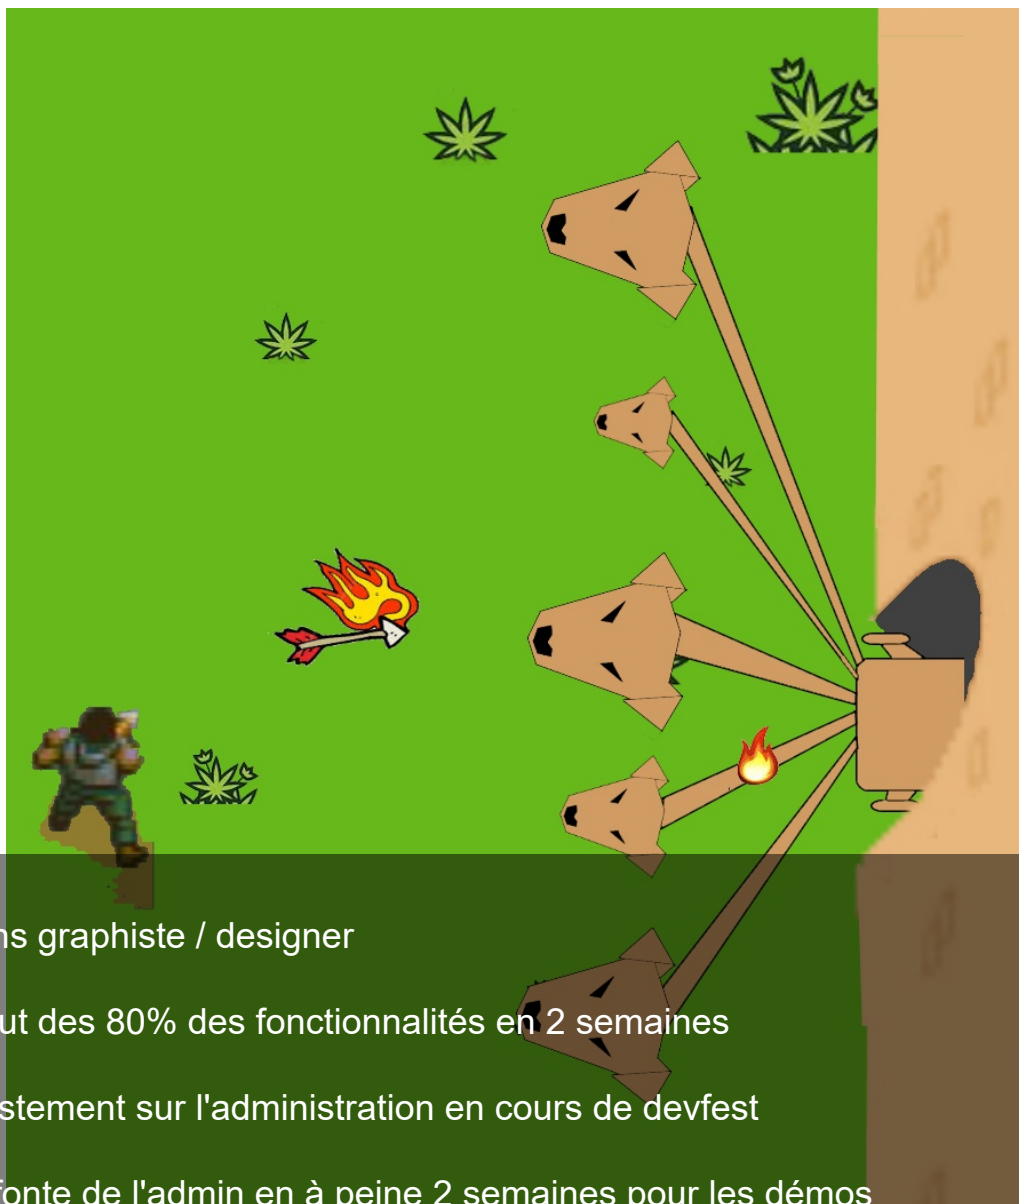 ns graphiste / designer
ut des 80% des fonctionnalités en 2 semaines
stement sur l'administration en cours de devfest
fonte de l'admin en à peine 2 semaines pour les démos